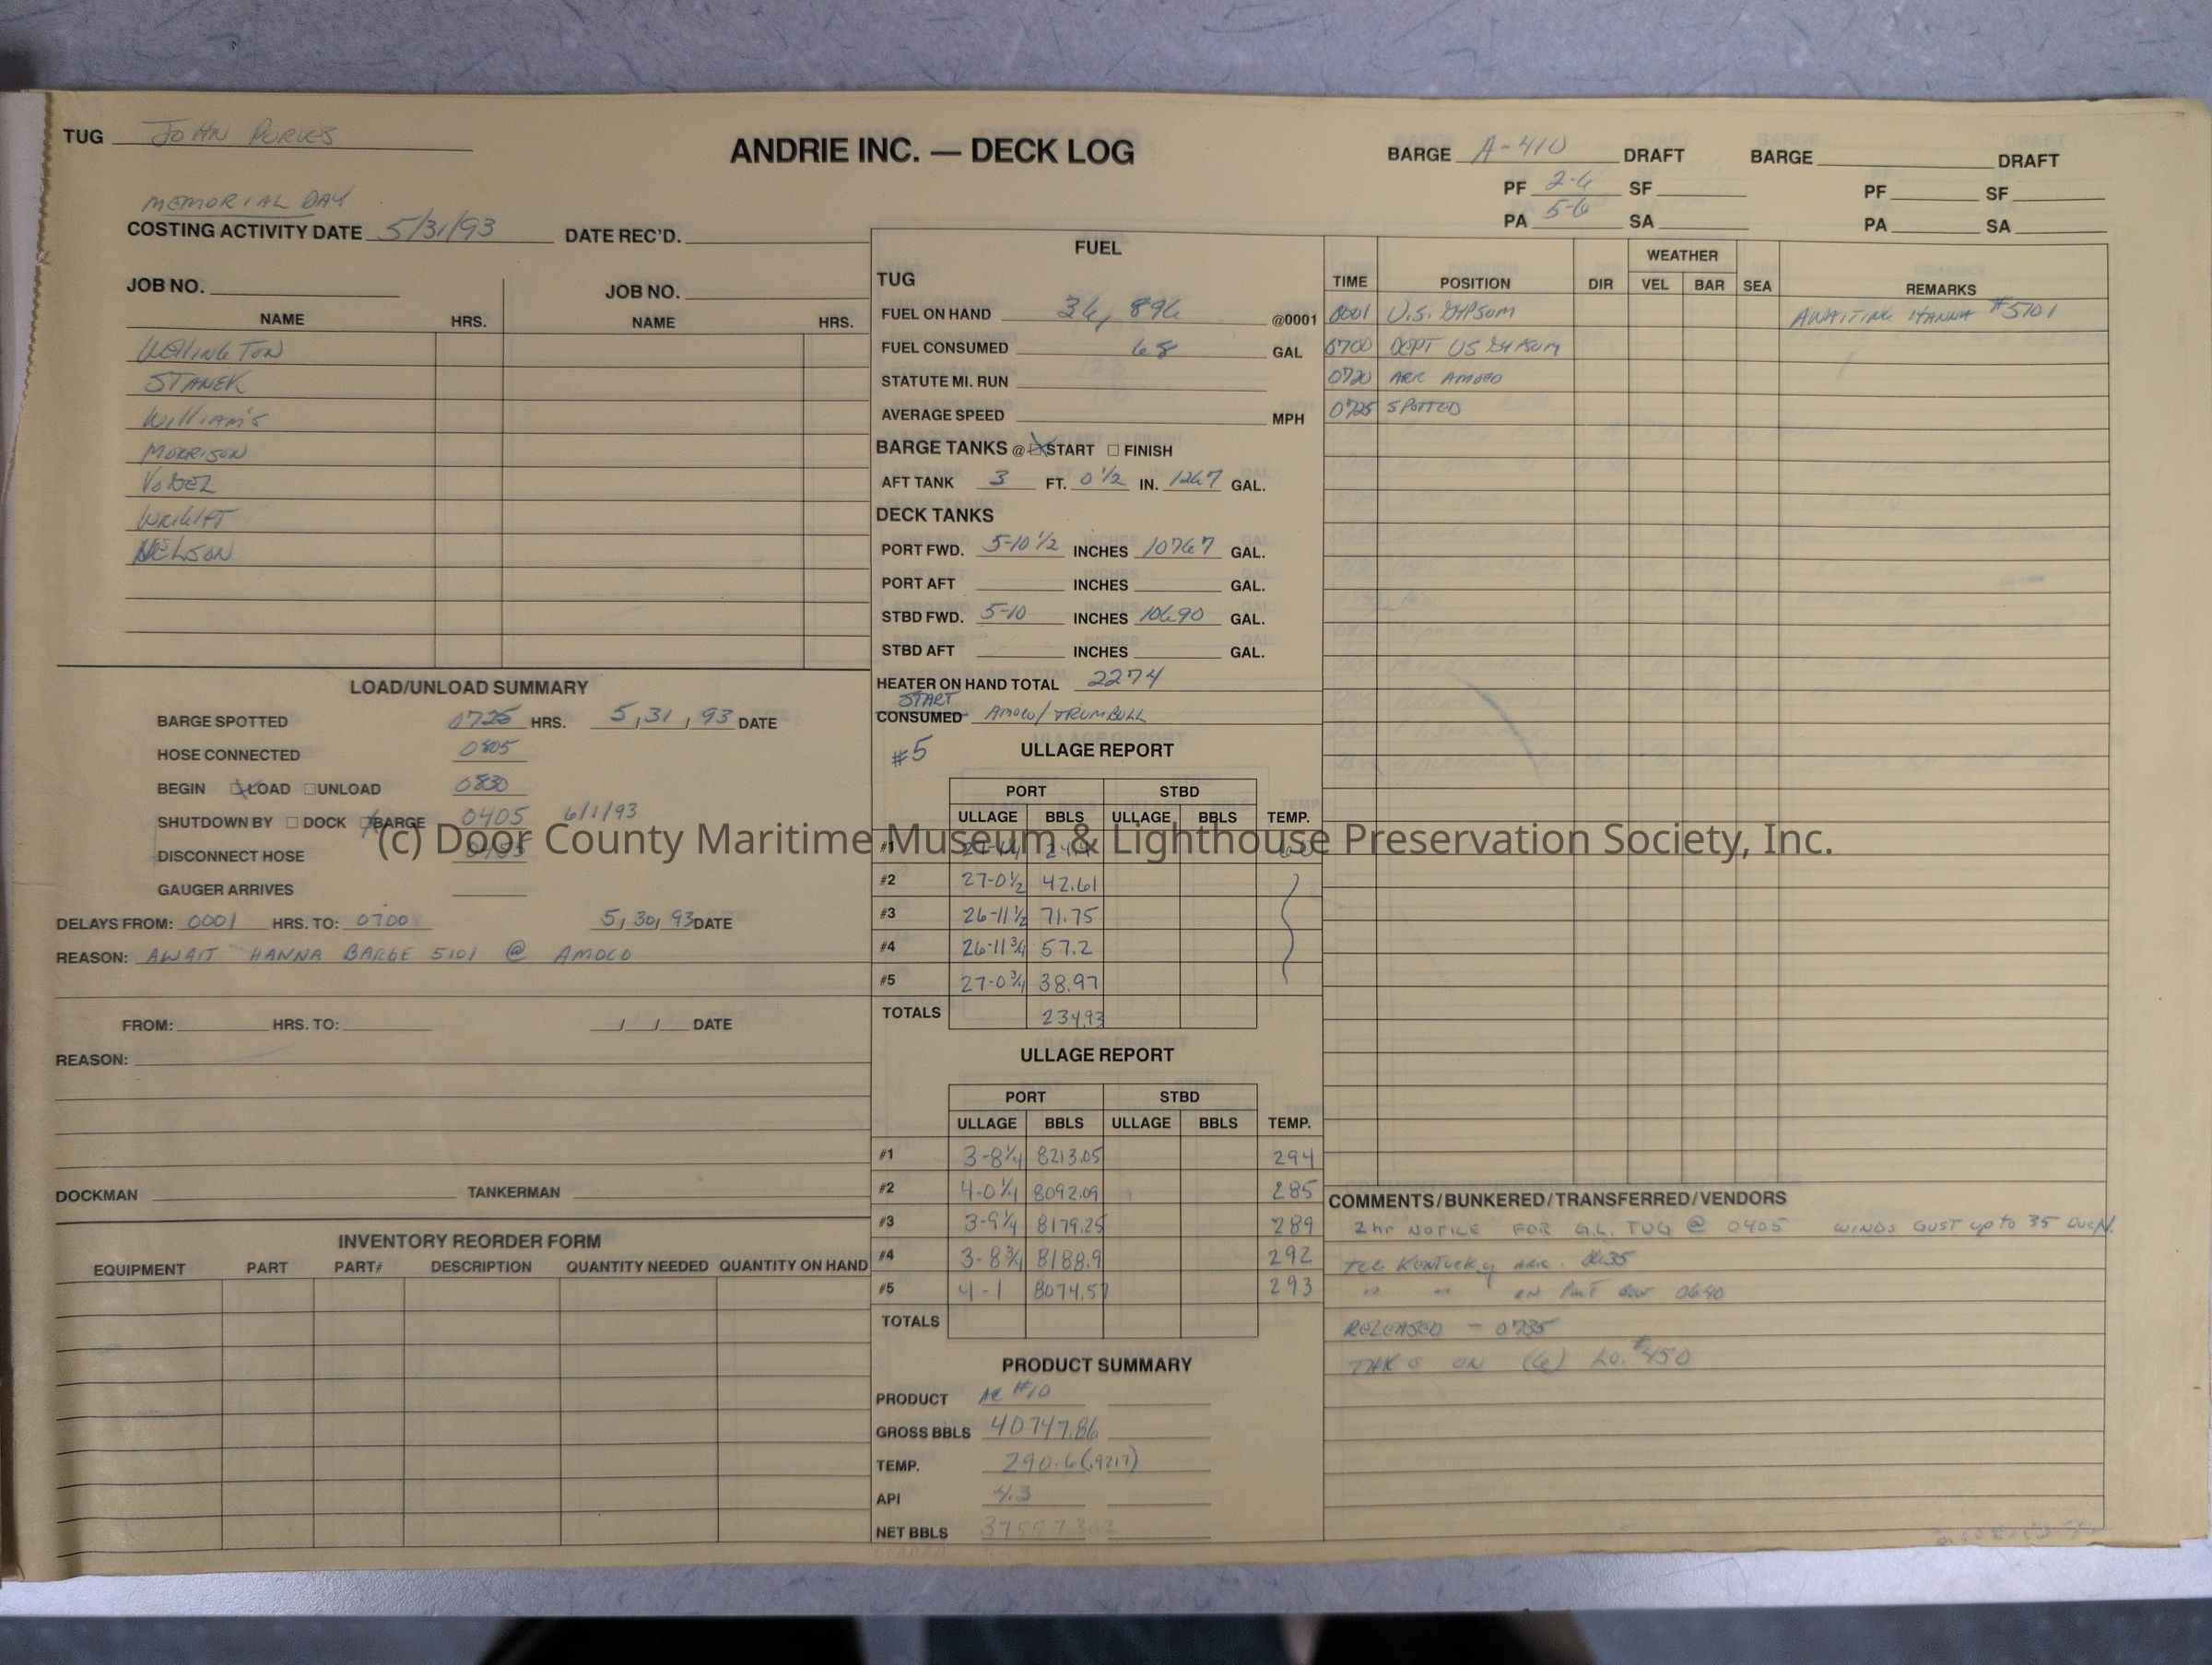 TUG JOHN PURVES
ANDRIE INC. — DECK LOG
BARGE A-410 DRAFT BARGE DRAFT
PF 2-6 SF PF SF
PA 5-6 SA PA SA
MEMORIAL DAY
COSTING ACTIVITY DATE 5/31/93 DATE REC'D.
JOB NO. JOB NO.
NAME HRS. NAME HRS.
WELLINGTON
STANEK
WILLIAMS
MORRISON
VOGEL
WRIGHT
NELSON
LOAD/UNLOAD SUMMARY
BARGE SPOTTED 0725 HRS. 5/31/93 DATE
HOSE CONNECTED 0805
BEGIN LOAD UNLOAD 0830
SHUTDOWN BY DOCK BARGE 0405 6/1/93
DISCONNECT HOSE
GAUGER ARRIVES
DELAYS FROM: 0001 HRS. TO: 0700 5/30/93 DATE
REASON: AWAIT HANNA BARGE 5101 @ AMOCO
FROM: HRS. TO: / / DATE
REASON:
DOCKMAN TANKERMAN
INVENTORY REORDER FORM
EQUIPMENT PART PART# DESCRIPTION QUANTITY NEEDED QUANTITY ON HAND
FUEL
TUG
FUEL ON HAND 36,896 @0001
FUEL CONSUMED 68 GAL
STATUTE MI. RUN
AVERAGE SPEED MPH
BARGE TANKS @ START FINISH
AFT TANK 3 FT. 0 1/2 IN. 1267 GAL.
DECK TANKS
PORT FWD. 5-10 1/2 INCHES 10767 GAL.
PORT AFT INCHES GAL.
STBD FWD. 5-10 INCHES 10690 GAL.
STBD AFT INCHES GAL.
HEATER ON HAND TOTAL 2274
START
CONSUMED AMOCO/TRUMBULL
#5 ULLAGE REPORT
PORT STBD
ULLAGE BBLS ULLAGE BBLS TEMP.
#1
#2 27-0 1/2 42.61
#3 26-11 1/2 71.75
#4 26-11 3/4 57.2
#5 27-0 3/4 38.97
TOTALS 234.93
ULLAGE REPORT
PORT STBD
ULLAGE BBLS ULLAGE BBLS TEMP.
#1 3-8 1/4 8213.05 294
#2 4-0 1/4 8092.09 285
#3 3-9 1/4 8179.25 289
#4 3-8 3/4 8188.9 292
#5 4-1 8074.57 293
TOTALS
PRODUCT SUMMARY
PRODUCT AC #10
GROSS BBLS 40747.86
TEMP. 290.6 (.9217)
API 4.3
NET BBLS 37557.302
WEATHER
TIME POSITION DIR VEL BAR SEA REMARKS
0001 U.S. GYPSUM AWAITING HANNA #5101
0700 DEPT US GYPSUM
0720 ARR AMOCO
0725 SPOTTED
COMMENTS/BUNKERED/TRANSFERRED/VENDORS
2 hr NOTICE FOR G.L. TUG @ 0405 WINDS GUST up to 35
TUG KENTUCKY ARR. 0635
" " ON PORT BOW 0640
RELEASED - 0735
TAKE ON (6) L.O. #450
(c) Door County Maritime Museum & Lighthouse Preservation Society, Inc.